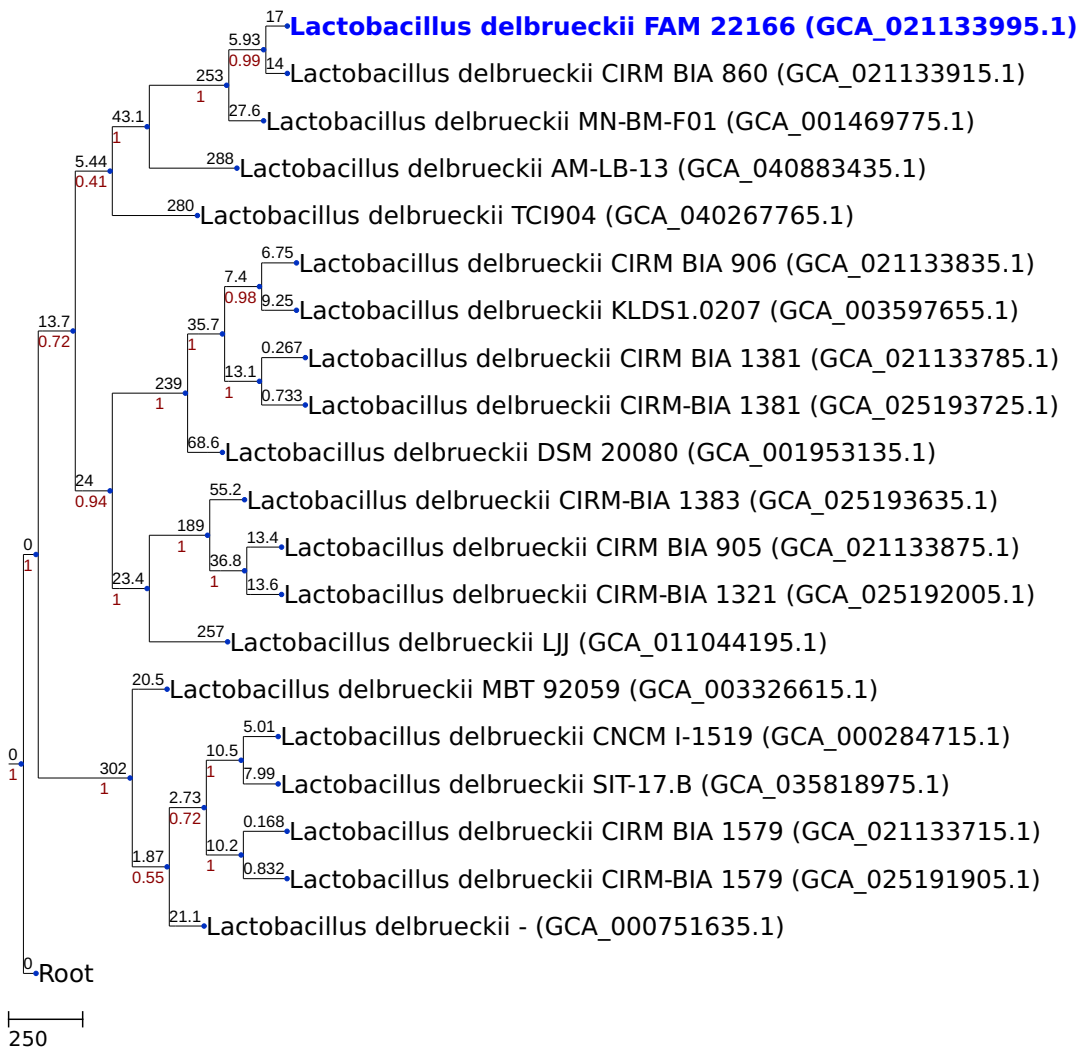 17
Lactobacillus delbrueckii FAM 22166 (GCA_021133995.1)
5.93
0.99
14
Lactobacillus delbrueckii CIRM BIA 860 (GCA_021133915.1)
253
1
27.6
Lactobacillus delbrueckii MN-BM-F01 (GCA_001469775.1)
43.1
1
288
Lactobacillus delbrueckii AM-LB-13 (GCA_040883435.1)
5.44
0.41
280
Lactobacillus delbrueckii TCI904 (GCA_040267765.1)
6.75
Lactobacillus delbrueckii CIRM BIA 906 (GCA_021133835.1)
7.4
0.98
9.25
Lactobacillus delbrueckii KLDS1.0207 (GCA_003597655.1)
13.7
0.72
35.7
1
0.267
Lactobacillus delbrueckii CIRM BIA 1381 (GCA_021133785.1)
13.1
1
0.733
Lactobacillus delbrueckii CIRM-BIA 1381 (GCA_025193725.1)
239
1
68.6
Lactobacillus delbrueckii DSM 20080 (GCA_001953135.1)
24
0.94
55.2
Lactobacillus delbrueckii CIRM-BIA 1383 (GCA_025193635.1)
189
1
13.4
Lactobacillus delbrueckii CIRM BIA 905 (GCA_021133875.1)
36.8
1
13.6
Lactobacillus delbrueckii CIRM-BIA 1321 (GCA_025192005.1)
23.4
1
257
Lactobacillus delbrueckii LJJ (GCA_011044195.1)
0
1
20.5
Lactobacillus delbrueckii MBT 92059 (GCA_003326615.1)
5.01
Lactobacillus delbrueckii CNCM I-1519 (GCA_000284715.1)
10.5
1
7.99
Lactobacillus delbrueckii SIT-17.B (GCA_035818975.1)
0
1
302
1
2.73
0.72
0.168
Lactobacillus delbrueckii CIRM BIA 1579 (GCA_021133715.1)
10.2
1
0.832
Lactobacillus delbrueckii CIRM-BIA 1579 (GCA_025191905.1)
1.87
0.55
21.1
Lactobacillus delbrueckii - (GCA_000751635.1)
0
Root
250